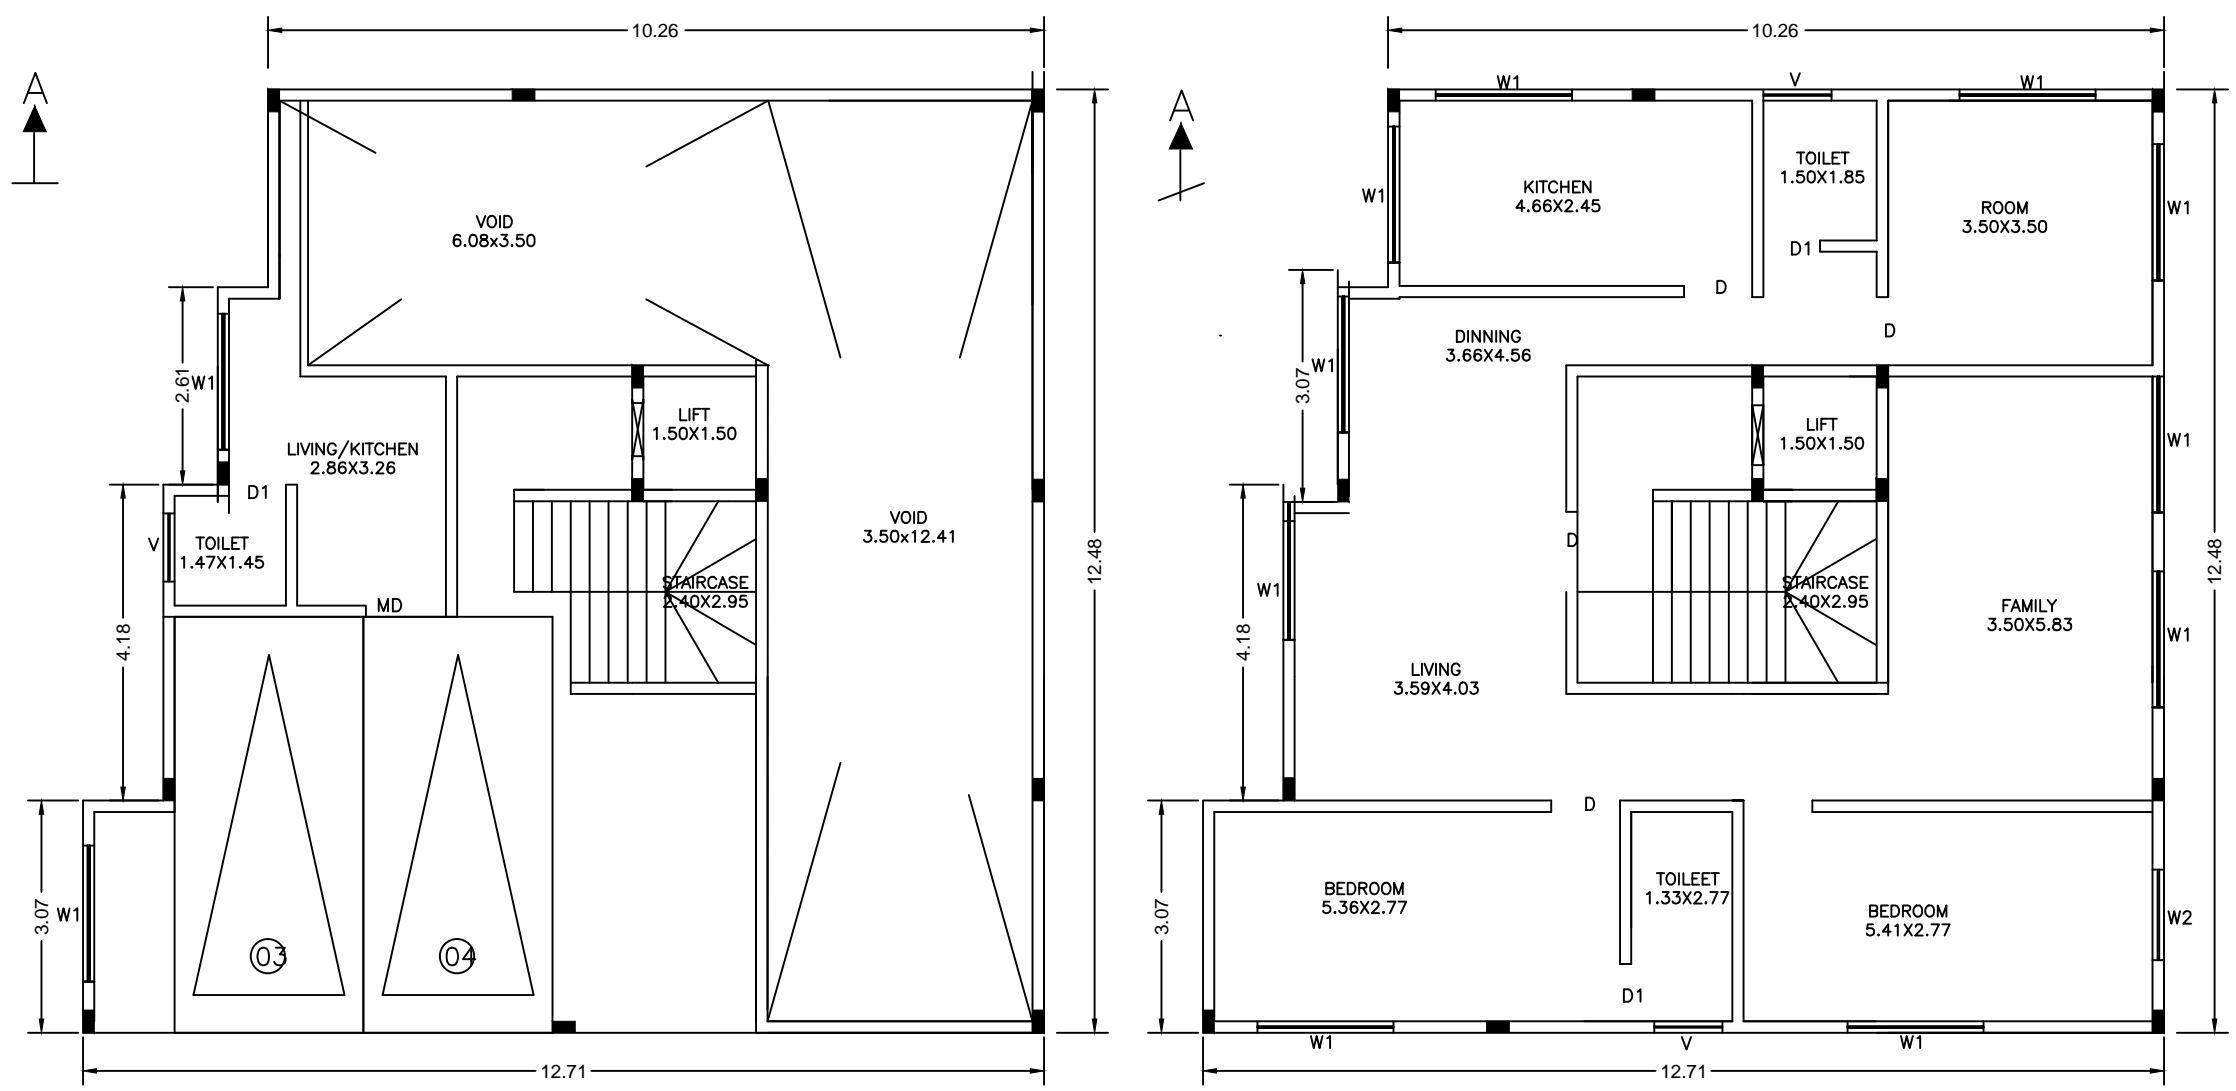 10.26
A
VOID
6.08x3.50
2.61
W1
LIFT
1.50X1.50
LIVING/KITCHEN
2.86X3.26
D1
V
TOILET
1.47X1.45
VOID
3.50x12.41
12.48
STAIRCASE
2.40X2.95
MD
4.18
3.07
W1
03
04
12.71
10.26
A
W1
V
W1
TOILET
1.50X1.85
KITCHEN
4.66X2.45
W1
ROOM
3.50X3.50
W1
D1
D
D
DINNING
3.66X4.56
W1
3.07
LIFT
1.50X1.50
W1
D
12.48
STAIRCASE
2.40X2.95
W1
FAMILY
3.50X5.83
W1
4.18
LIVING
3.59X4.03
D
TOILEET
1.33X2.77
BEDROOM
5.36X2.77
BEDROOM
5.41X2.77
W2
3.07
D1
W1
V
W1
12.71